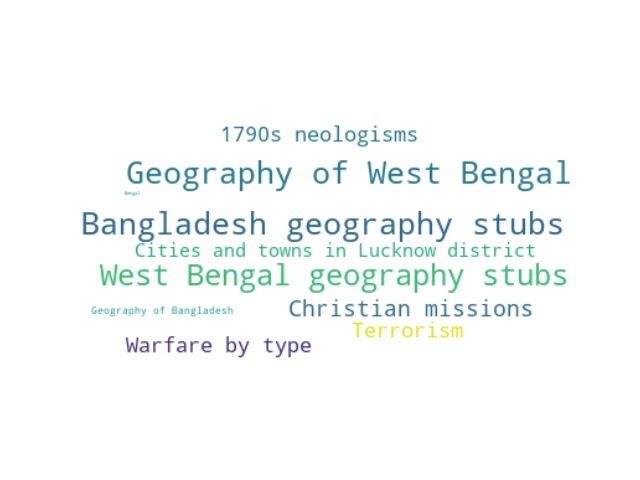 1790s neologisms
Geography of West Bengal
Bengal
Bangladesh geography stubs
Cities and towns in Lucknow district
West Bengal geography stubs
Geography of Bangladesh
Christian missions
Terrorism
Warfare by type